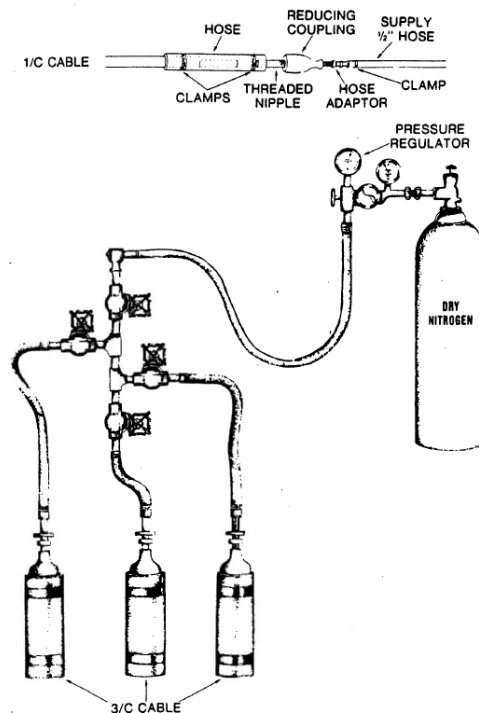 HOSE
REDUCING
COUPLING
SUPPLY
½" HOSE
1/C CABLE
CLAMPS
THREADED
NIPPLE
HOSE
ADAPTOR
CLAMP
PRESSURE
REGULATOR
DRY
NITROGEN
3/C CABLE